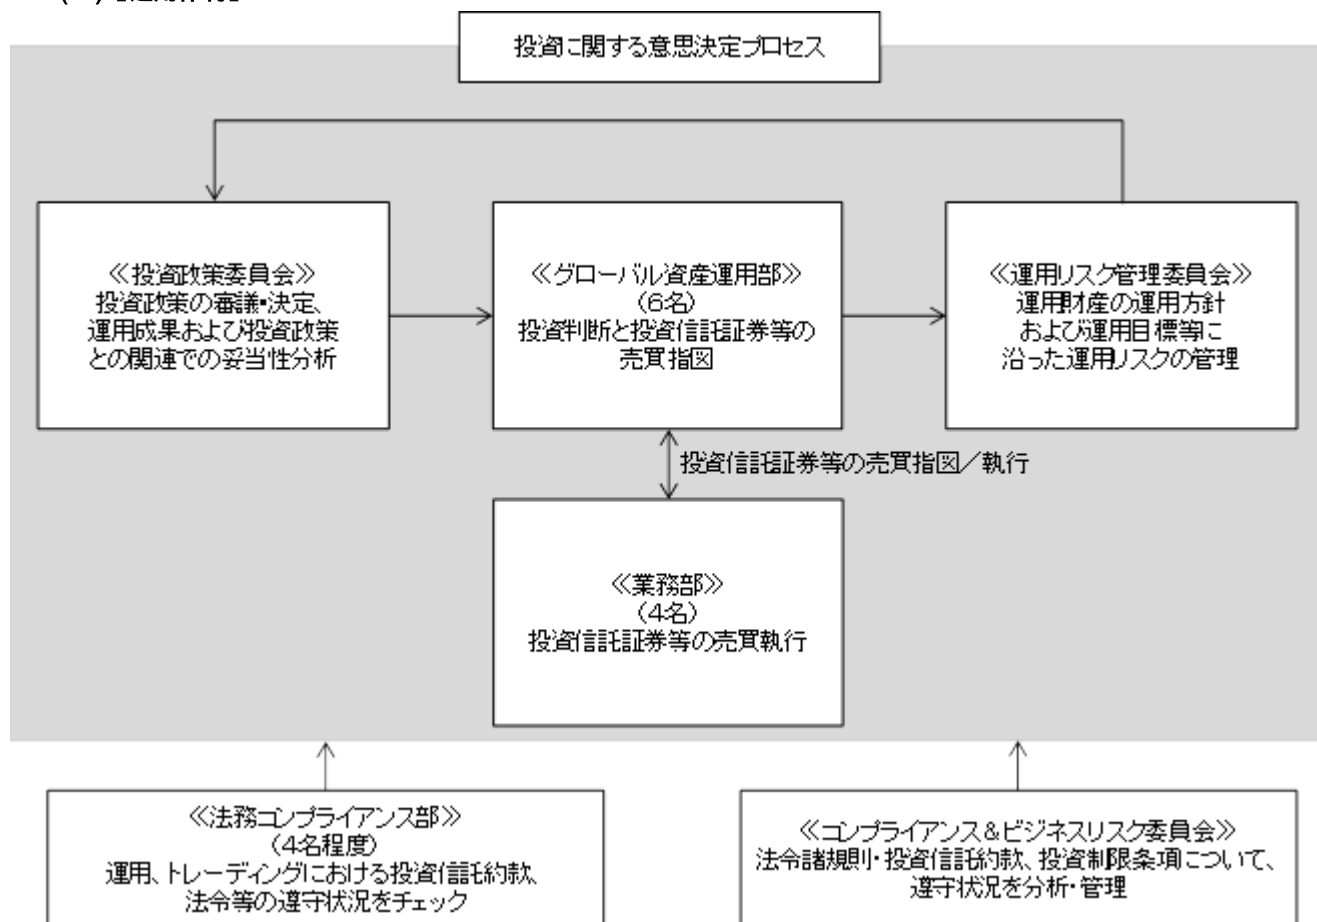 投資に関する意思決定プロセス
≪投資政策委員会≫
投資政策の審議・決定、
運用成果および投資政策
との関連での妥当性分析
≪グローバル資産運用部≫
(6名)
投資判断と投資信託証券等の
売買指図
≪運用リスク管理委員会≫
運用財産の運用方針
および運用目標等に
沿った運用リスクの管理
投資信託証券等の売買指図／執行
≪業務部≫
(4名)
投資信託証券等の売買執行
≪法務コンプライアンス部≫
(4名程度)
運用、トレーディングにおける投資信託約款、
法令等の遵守状況をチェック
≪コンプライアンス＆ビジネスリスク委員会≫
法令諸規則・投資信託約款、投資制限条項について、
遵守状況を分析・管理